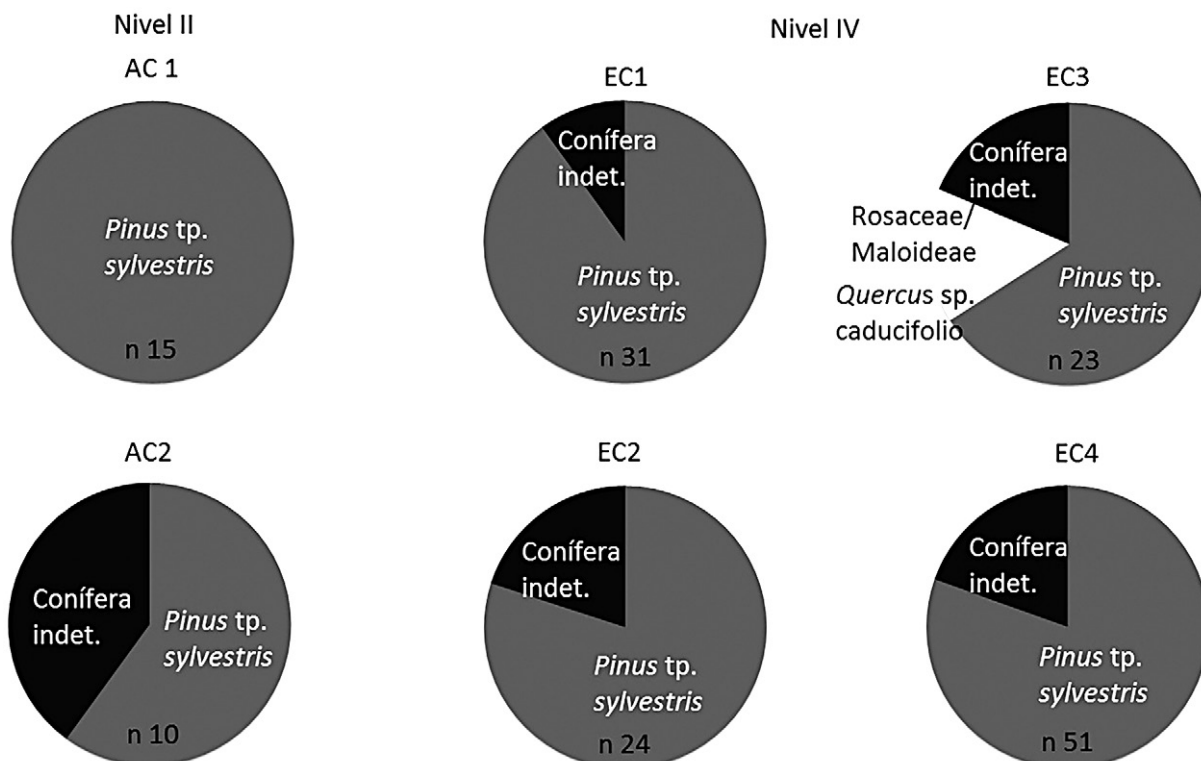 Nivel II
AC 1
Pinus tp.
sylvestris
n 15
Nivel IV
EC1
Conífera
indet.
Pinus tp.
sylvestris
n 31
EC3
Conífera
indet.
Rosaceae/
Maloideae
Quercus sp.
caducifolio
Pinus tp.
sylvestris
n 23
AC2
Conífera
indet.
Pinus tp.
sylvestris
n 10
EC2
Conífera
indet.
Pinus tp.
sylvestris
n 24
EC4
Conífera
indet.
Pinus tp.
sylvestris
n 51